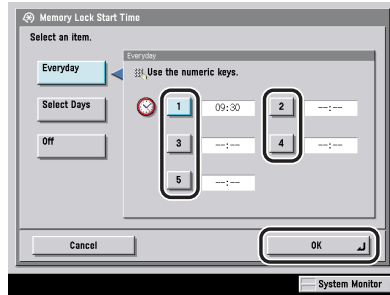 Memory Lock Start Time
Select an item.
Everyday
Everyday
Use the numeric keys.
Select Days
Off
1 09:30 2 --:--
3 --:-- 4 --:--
5 --:--
Cancel OK
System Monitor